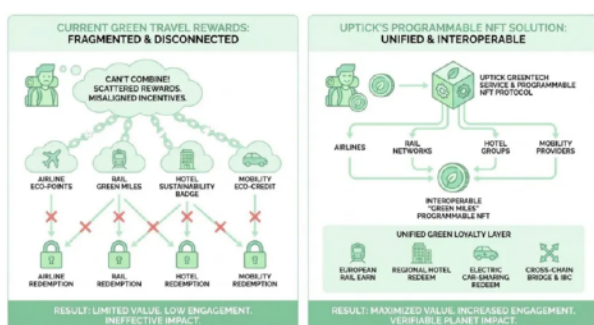 CURRENT GREEN TRAVEL REWARDS:
FRAGMENTED & DISCONNECTED
CAN'T COMBINE!
SCATTERED REWARDS.
MISALIGNED INCENTIVES.
AIRLINE
ECO-POINTS
RAIL
GREEN MILES
HOTEL
SUSTAINABILITY
BADGE
MOBILITY
ECO-CREDIT
AIRLINE
REDEMPTION
RAIL
REDEMPTION
HOTEL
REDEMPTION
MOBILITY
REDEMPTION
RESULT: LIMITED VALUE, LOW ENGAGEMENT,
INEFFECTIVE IMPACT.
UPTICK'S PROGRAMMABLE NFT SOLUTION:
UNIFIED & INTEROPERABLE
UPTICK GREENTECH
SERVICE & PROGRAMMABLE
NFT PROTOCOL
AIRLINES
RAIL
NETWORKS
HOTEL
GROUPS
MOBILITY
PROVIDERS
INTEROPERABLE
"GREEN MILES"
PROGRAMMABLE NFT
UNIFIED GREEN LOYALTY LAYER
EUROPEAN
RAIL EARN
REGIONAL HOTEL
REDEEM
ELECTRIC
CAR-SHARING
REDEEM
CROSS-CHAIN
BRIDGE & IBC
RESULT: MAXIMIZED VALUE, INCREASED ENGAGEMENT,
VERIFIABLE PLANET IMPACT.